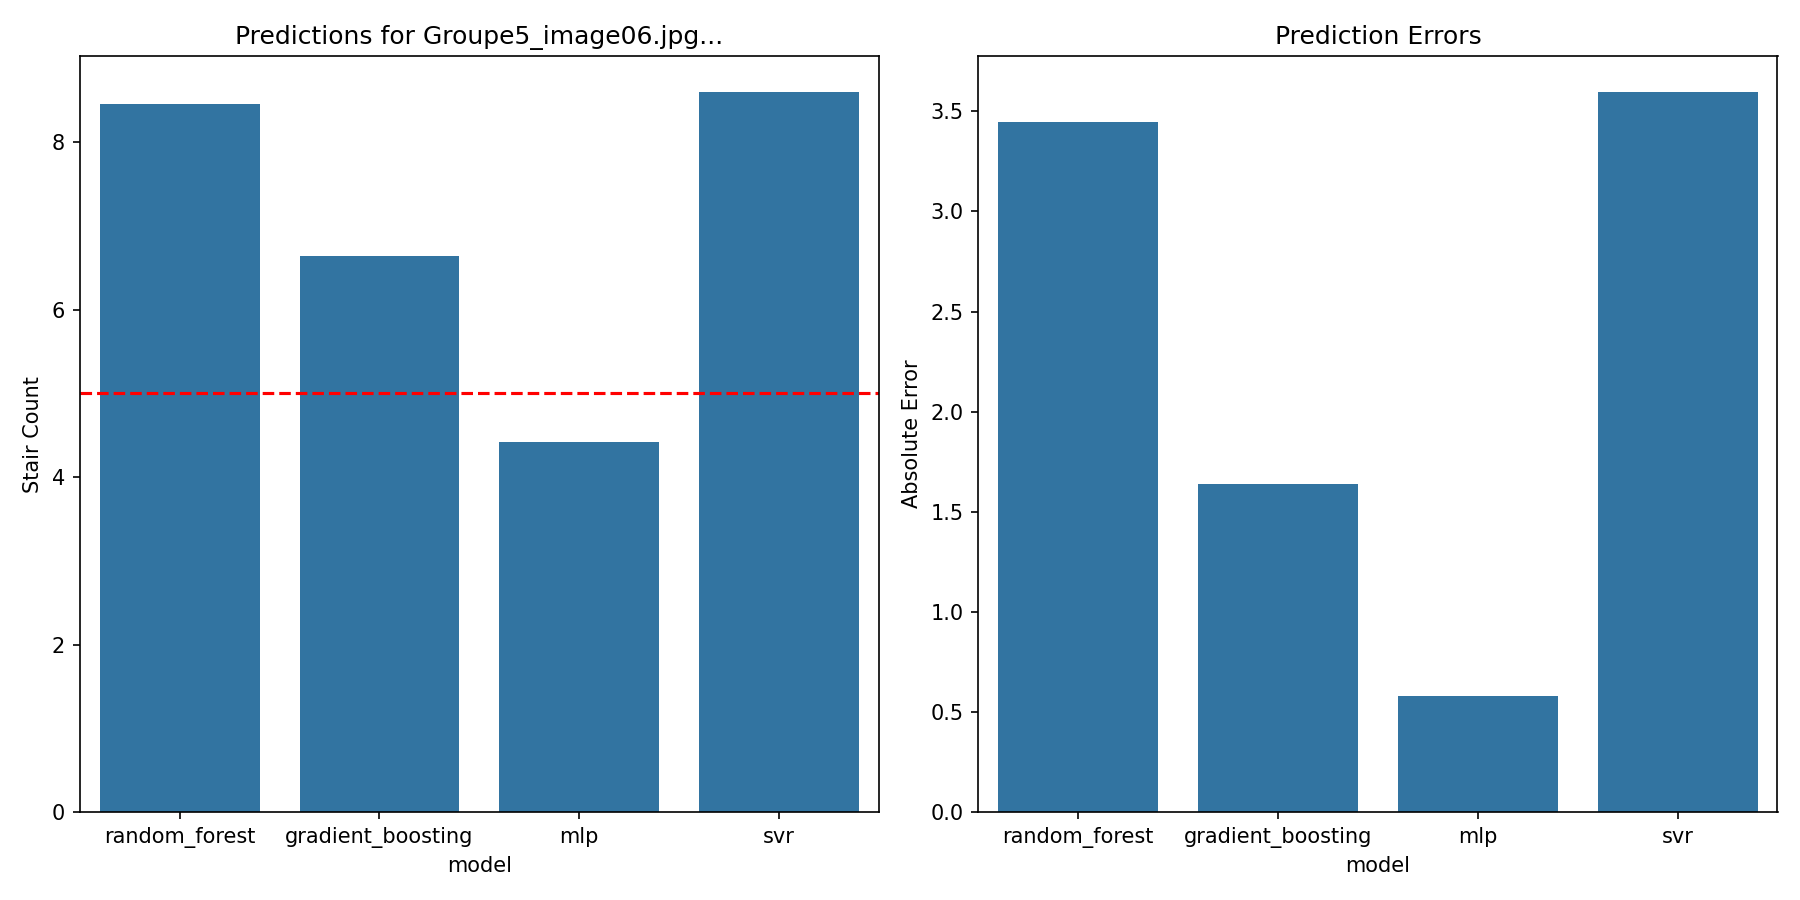 Predictions for Groupe5_image06.jpg...
Stair Count
8
6
4
2
0
random_forest gradient_boosting mlp svr
model
Prediction Errors
Absolute Error
3.5
3.0
2.5
2.0
1.5
1.0
0.5
0.0
random_forest gradient_boosting mlp svr
model